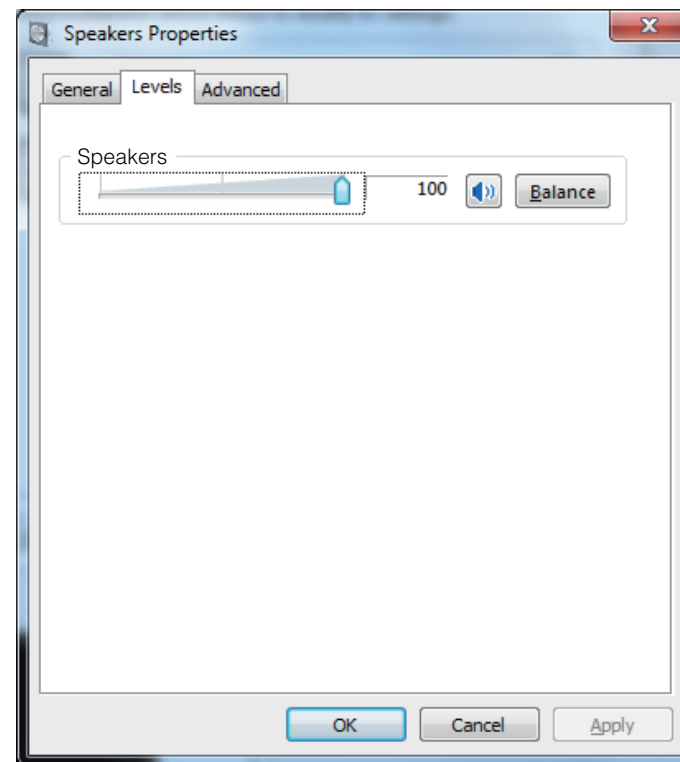 Speakers Properties
General Levels Advanced
Speakers
100 Balance
OK Cancel Apply